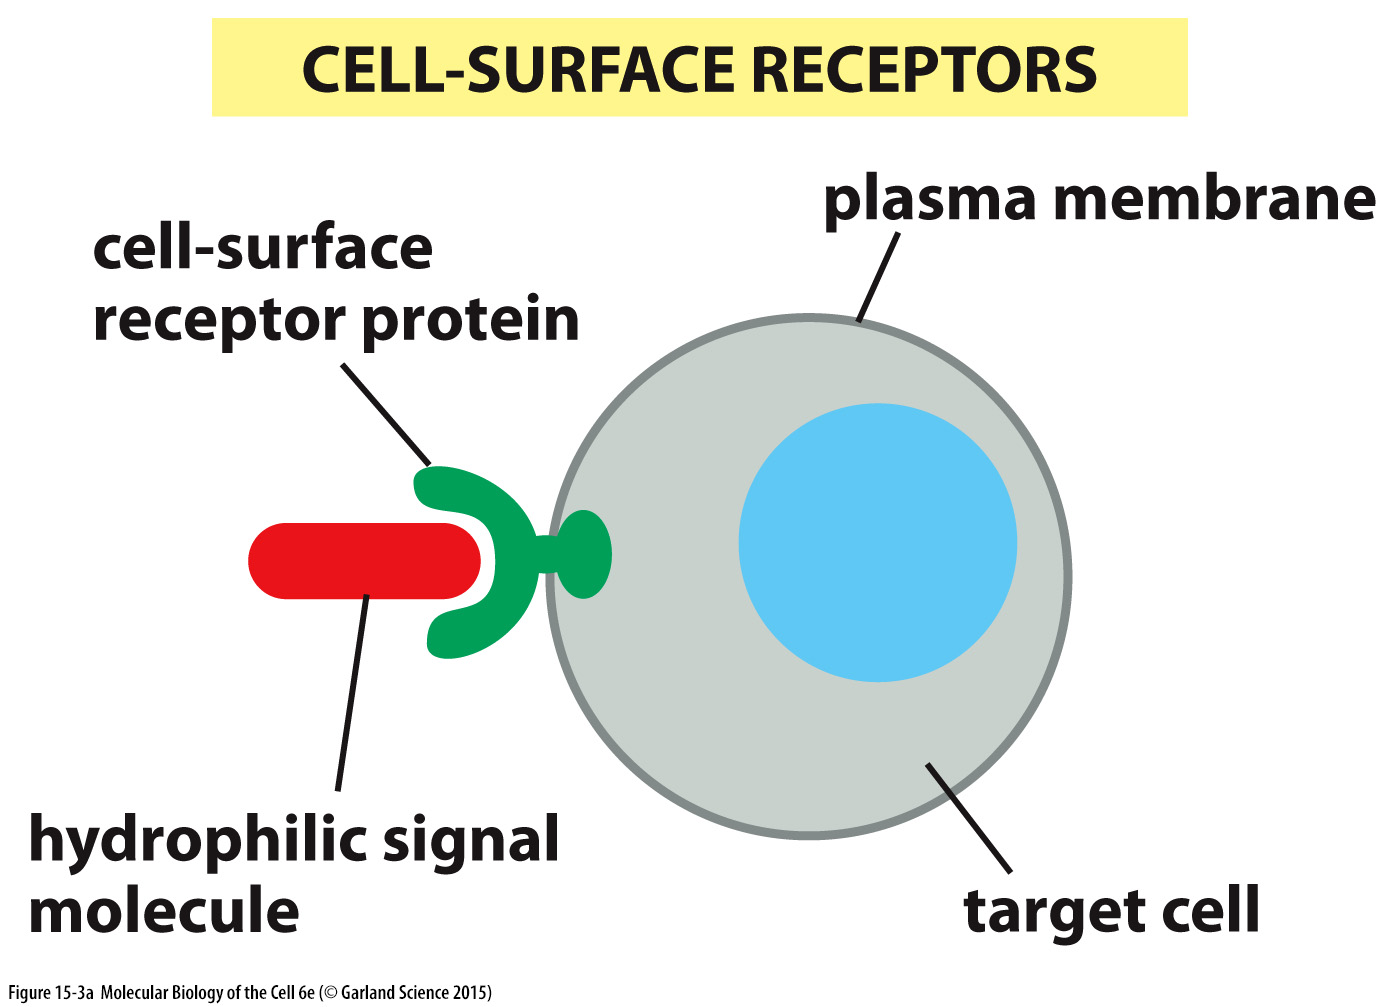 CELL-SURFACE RECEPTORS
plasma membrane
cell-surface
receptor protein
hydrophilic signal
molecule
target cell
Figure 15-3a  Molecular Biology of the Cell 6e (© Garland Science 2015)